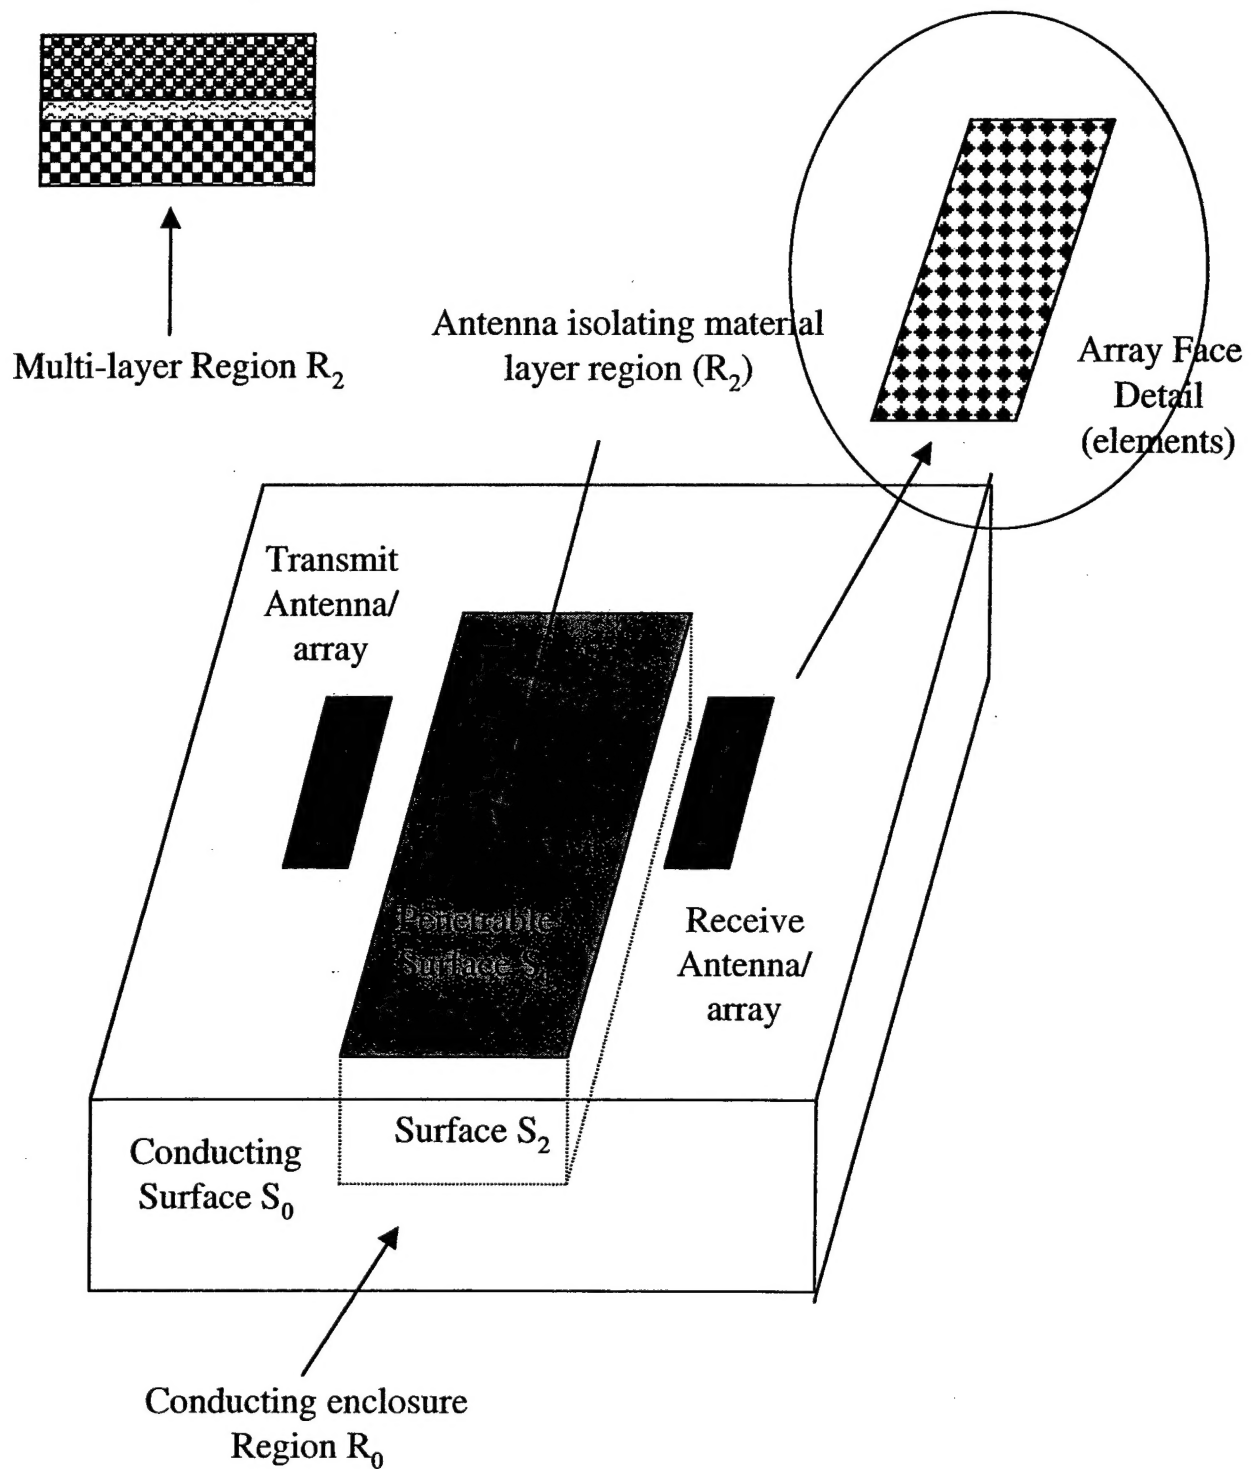 Multi-layer Region R₂
Antenna isolating material
layer region (R₂)
Array Face
Detail
(elements)
Transmit
Antenna/
array
Penetrable
Surface S
Receive
Antenna/
array
Surface S₂
Conducting
Surface S₀
Conducting enclosure
Region R₀